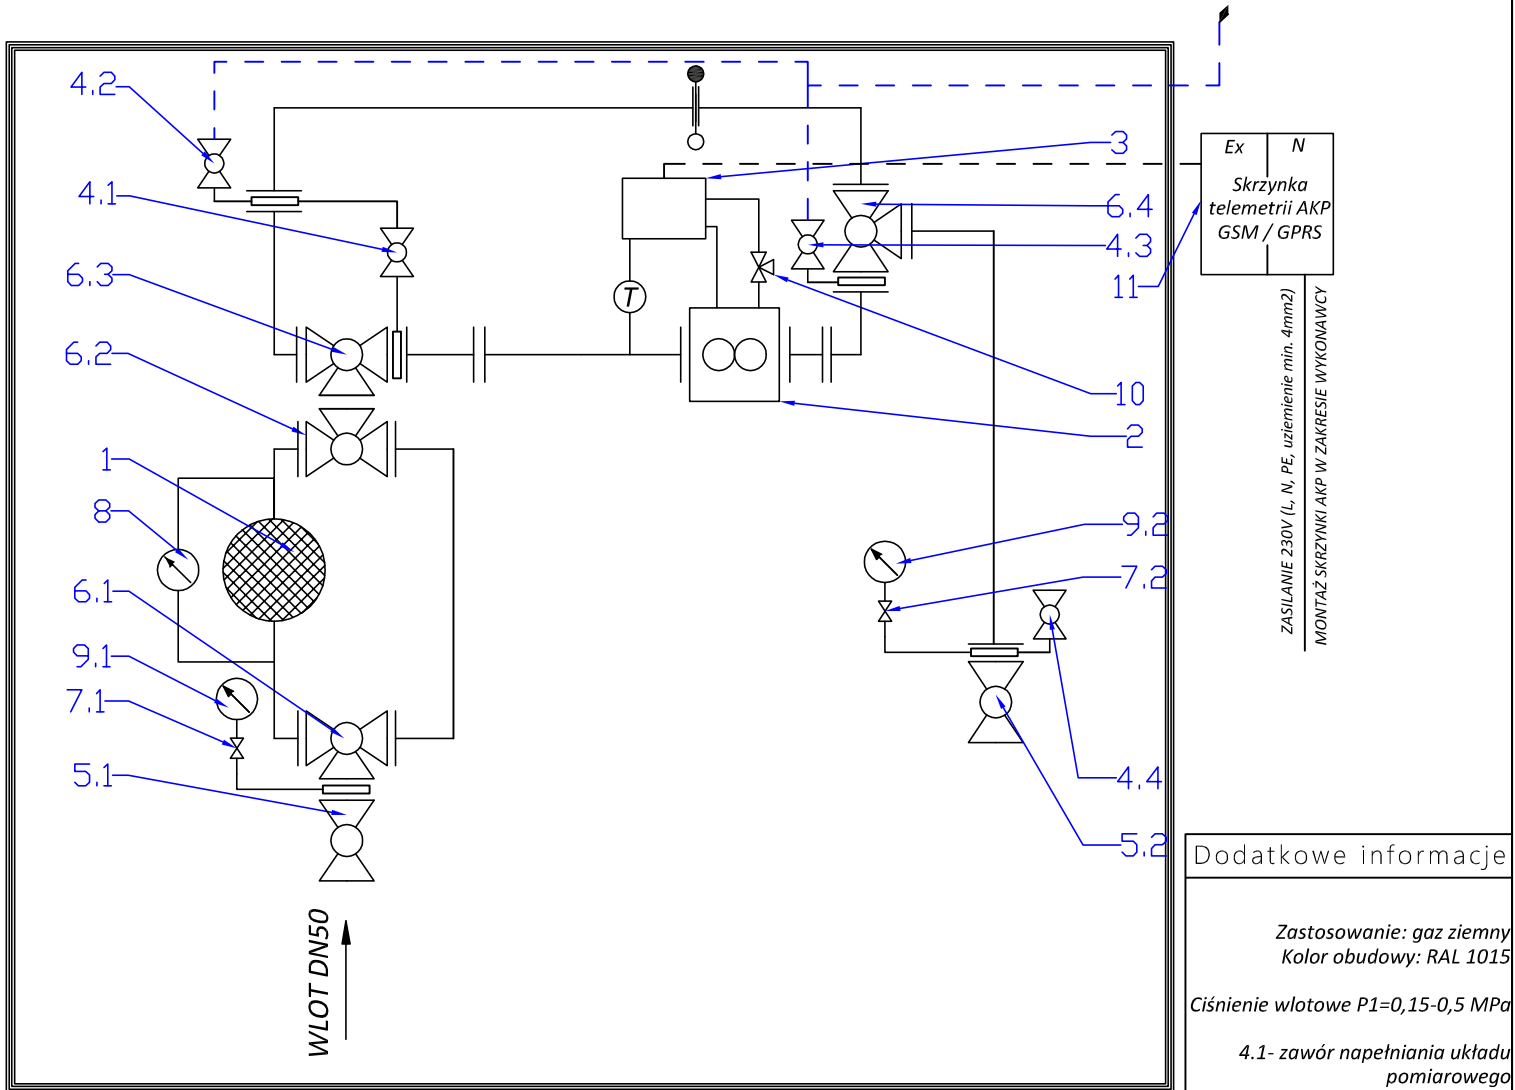 4.2
4.1
6.3
6.2
1
8
6.1
9.1
7.1
5.1
T
3
6.4
4.3
11
10
2
9.2
7.2
4.4
5.2
Ex
N
Skrzynka
telemetrii AKP
GSM / GPRS
ZASILANIE 230V (L, N, PE, uziemienie min. 4mm2)
MONTAŻ SKRZYNKI AKP W ZAKRESIE WYKONAWCY
WLOT DN50
Dodatkowe informacje
Zastosowanie: gaz ziemny
Kolor obudowy: RAL 1015
Ciśnienie wlotowe P1=0,15-0,5 MPa
4.1- zawór napełniania układu
pomiarowego